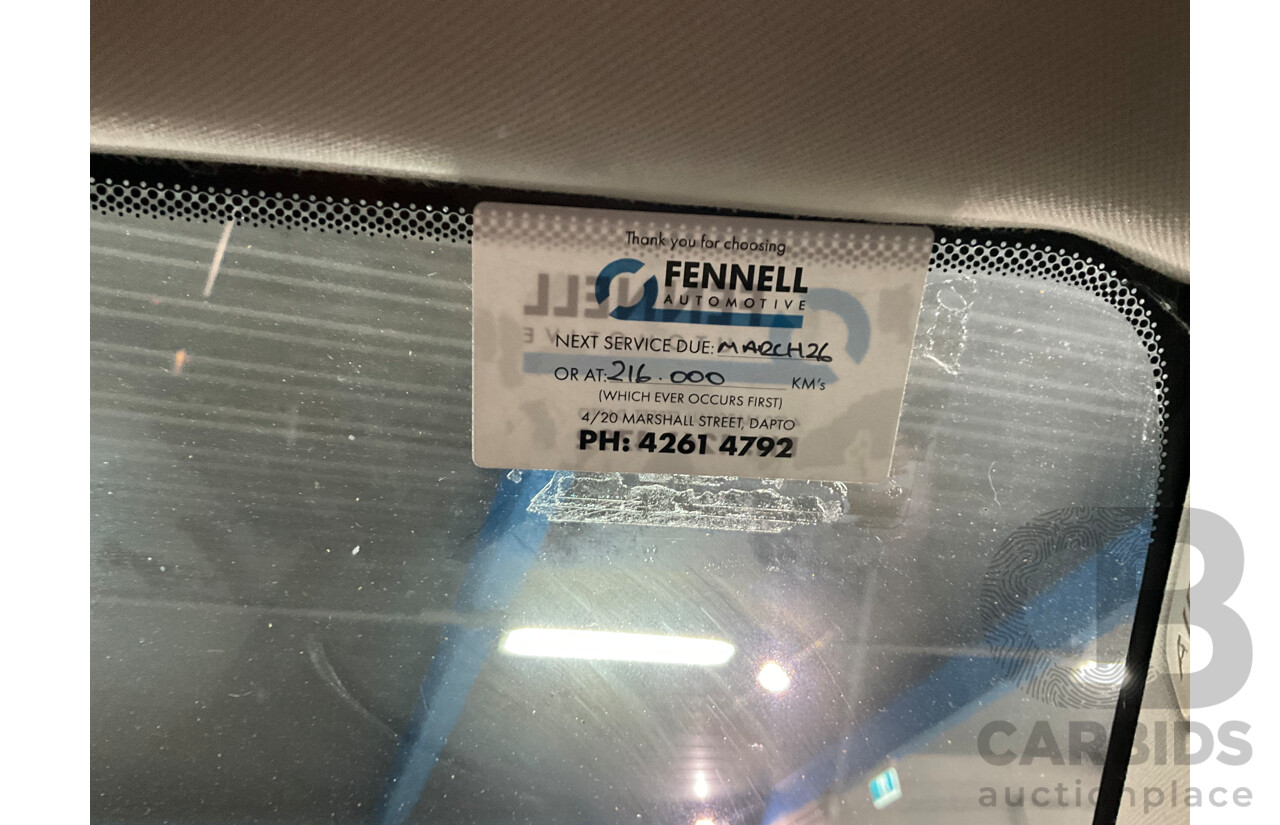 Thank you for choosing
FENNELL
AUTOMOTIVE
NEXT SERVICE DUE: MARCH 26
OR AT: 216.000 KM's
(WHICH EVER OCCURS FIRST)
4/20 MARSHALL STREET, DAPTO
PH: 4261 4792
CARBIDS
auctionplace